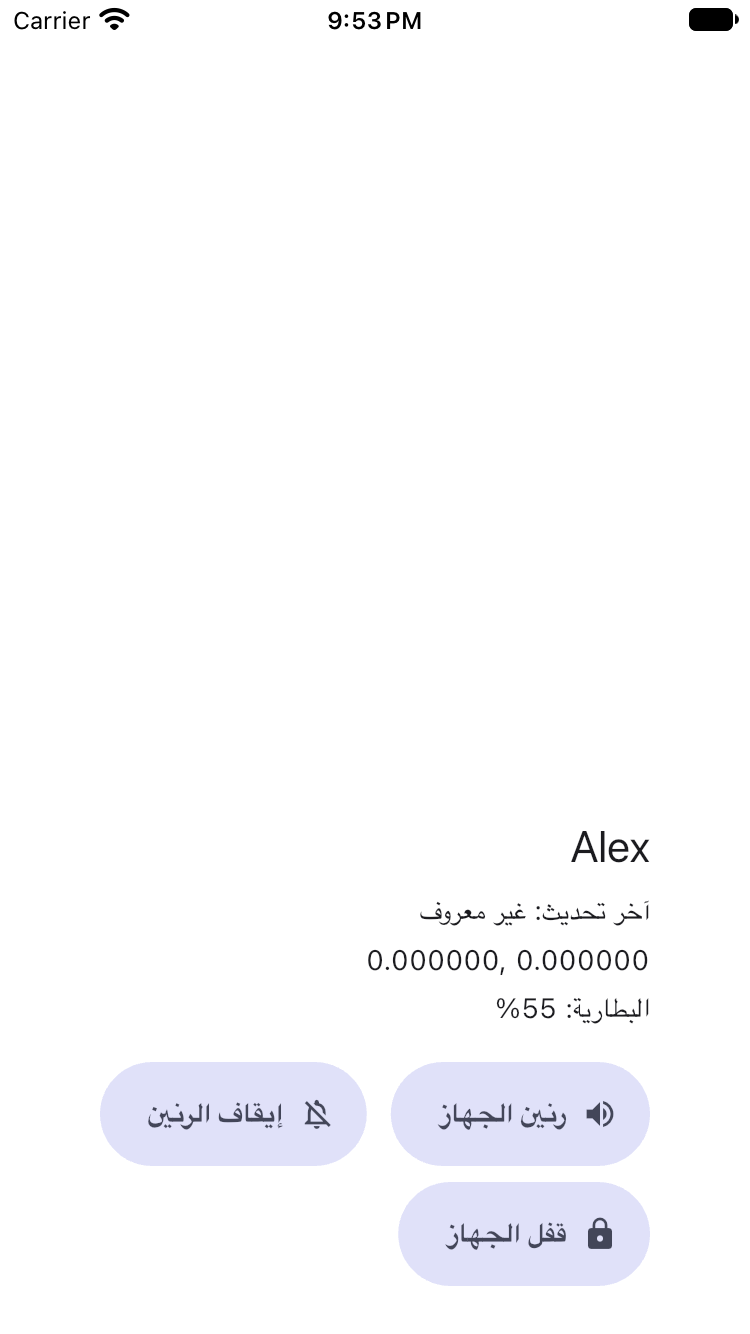 Carrier 9:53 PM
Alex
آخر تحديث: غير معروف
0.000000, 0.000000
البطارية: 55%
رنين الجهاز إيقاف الرنين
قفل الجهاز